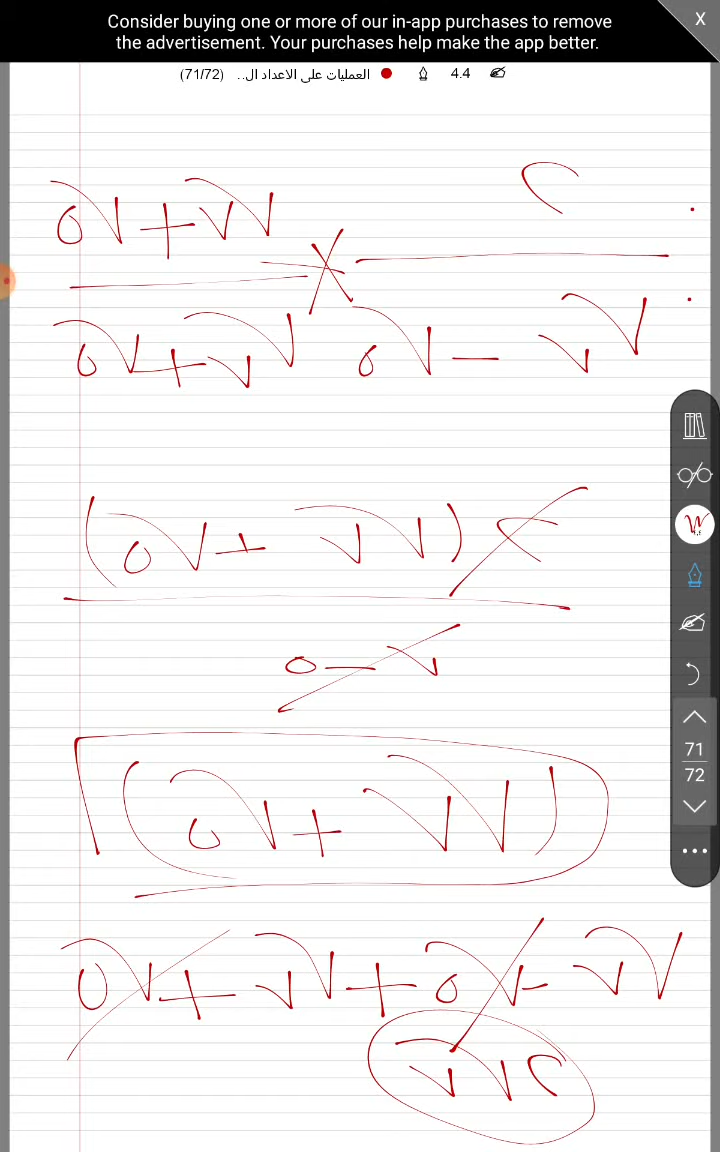 Consider buying one or more of our in-app purchases to remove
the advertisement. Your purchases help make the app better.
X
العمليات على الاعداد ال.. (71/72)
4.4
٢ / (√٧ − √٥) × (√٧ + √٥) / (√٧ + √٥)
٢ (√٧ + √٥)
٧ − ٥
(√٧ + √٥)
√٧ − √٥ + √٧ + √٥
٢√٧
71
72